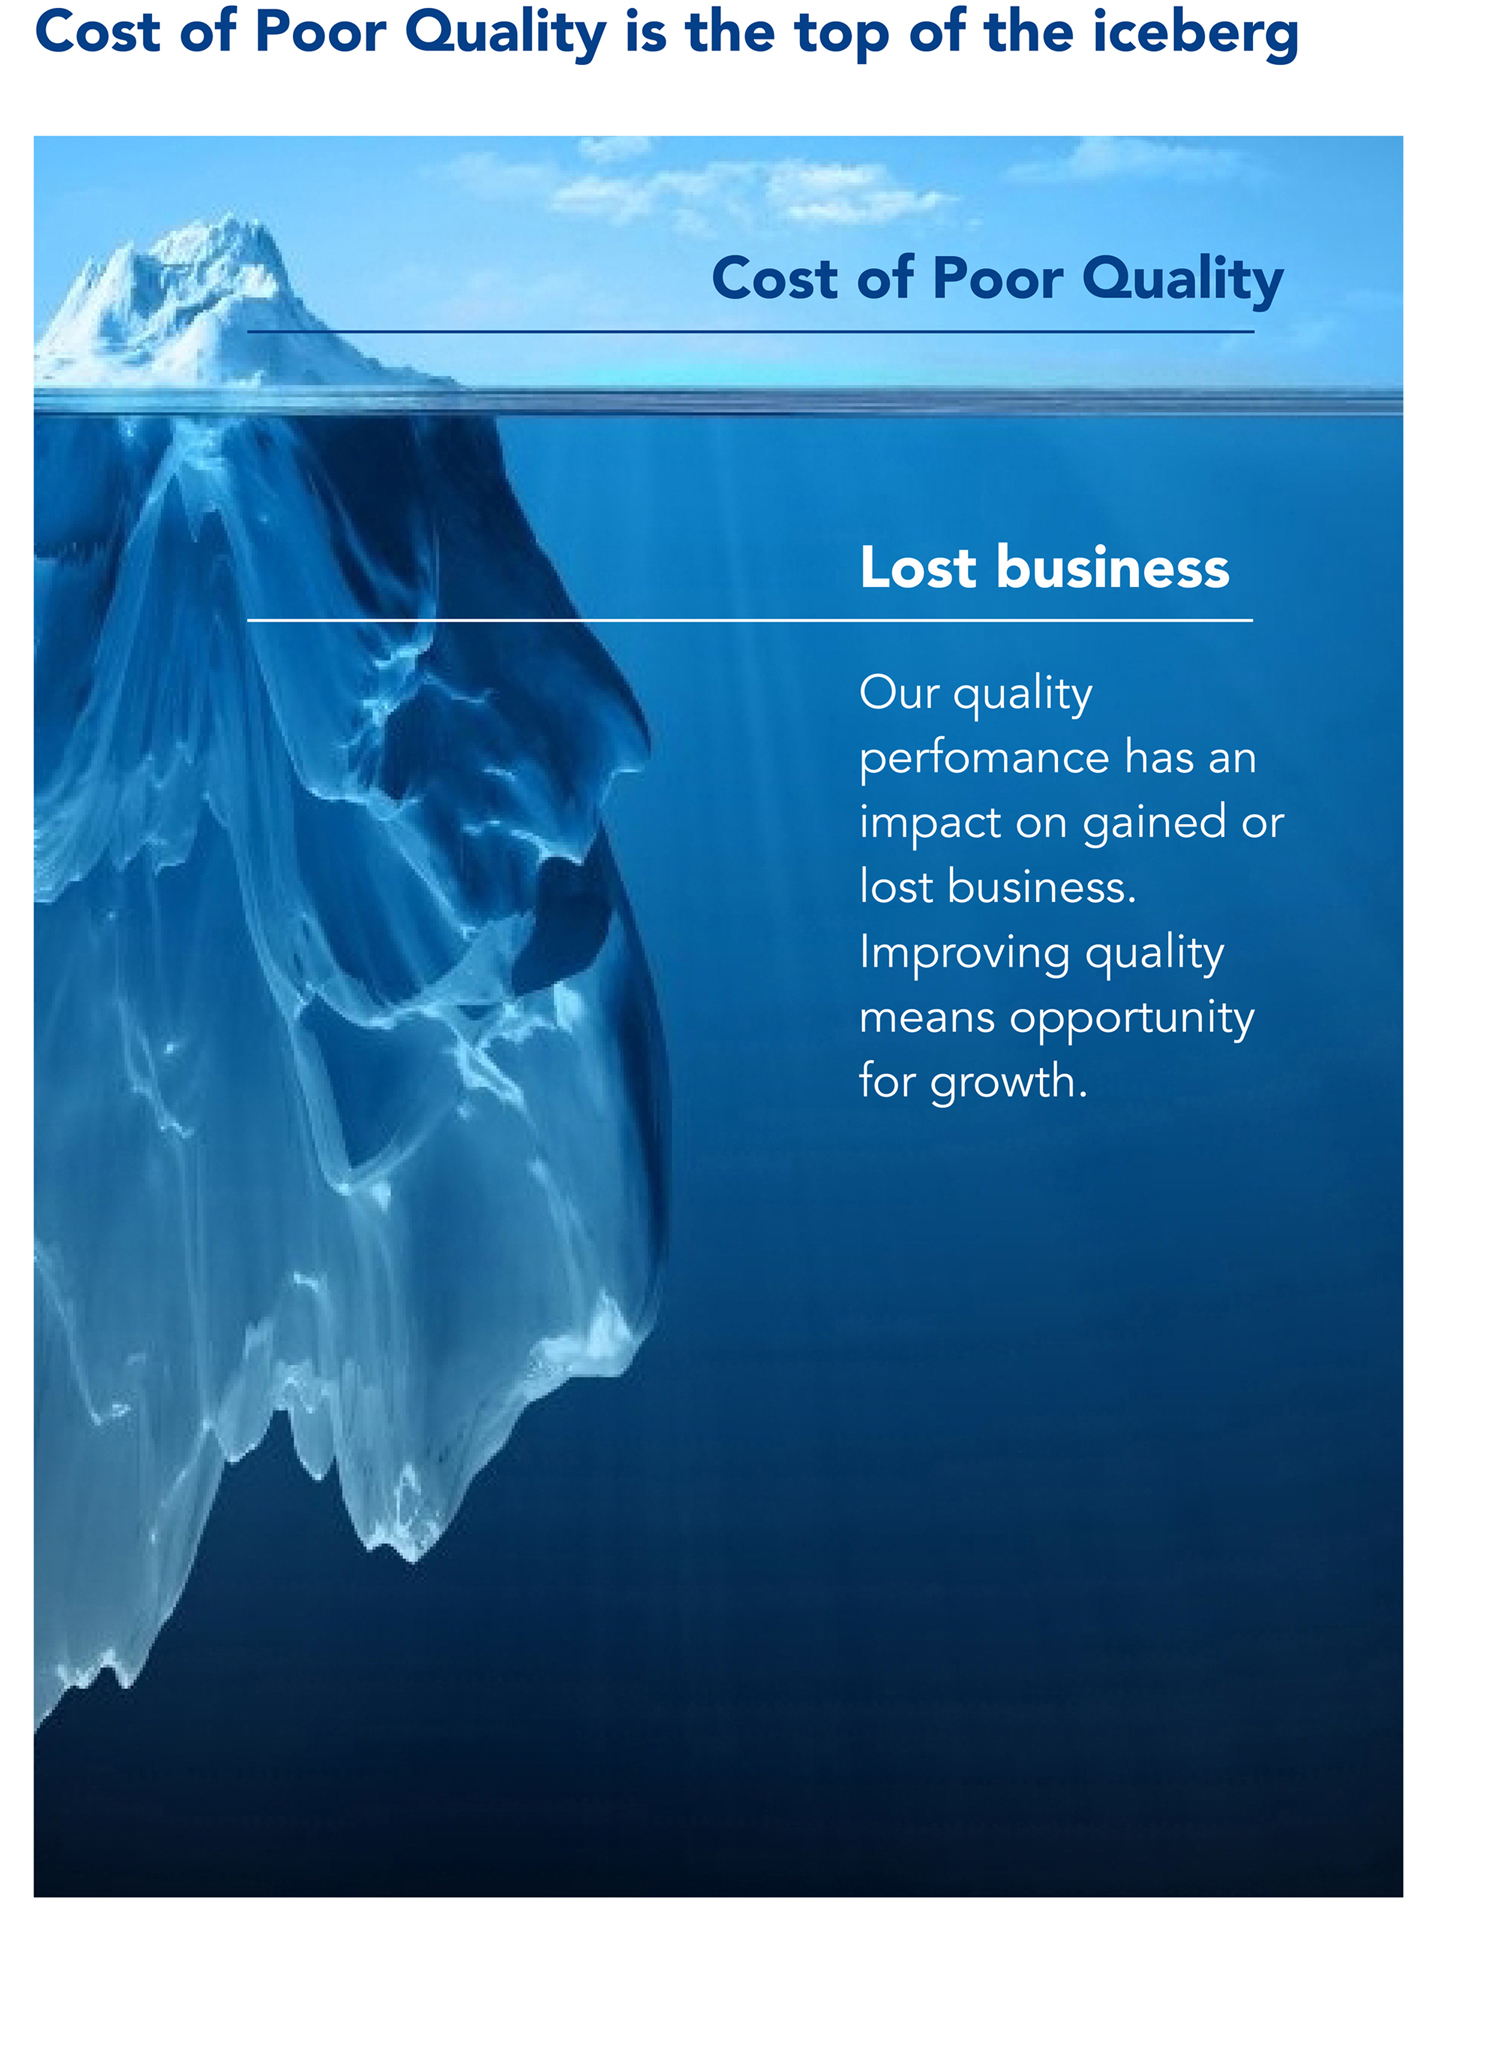 Cost of Poor Quality is the top of the iceberg
Cost of Poor Quality
Lost business
Our quality
perfomance has an
impact on gained or
lost business.
Improving quality
means opportunity
for growth.